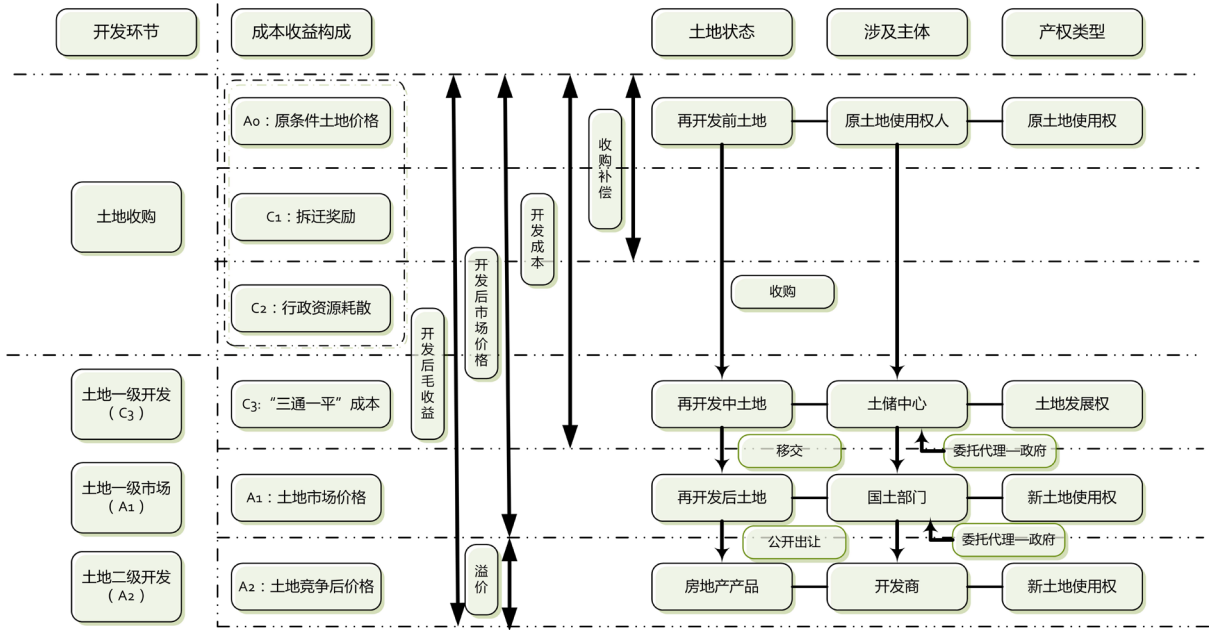 开发环节
成本收益构成
土地状态
涉及主体
产权类型
A0：原条件土地价格
再开发前土地
原土地使用权人
原土地使用权
收购补偿
土地收购
C1：拆迁奖励
开发成本
开发后市场价格
收购
C2：行政资源耗散
开发后毛收益
土地一级开发
（C3）
C3:“三通一平”成本
再开发中土地
土储中心
土地发展权
移交
委托代理—政府
土地一级市场
（A1）
A1：土地市场价格
再开发后土地
国土部门
新土地使用权
公开出让
委托代理—政府
土地二级开发
（A2）
A2：土地竞争后价格
溢价
房地产产品
开发商
新土地使用权